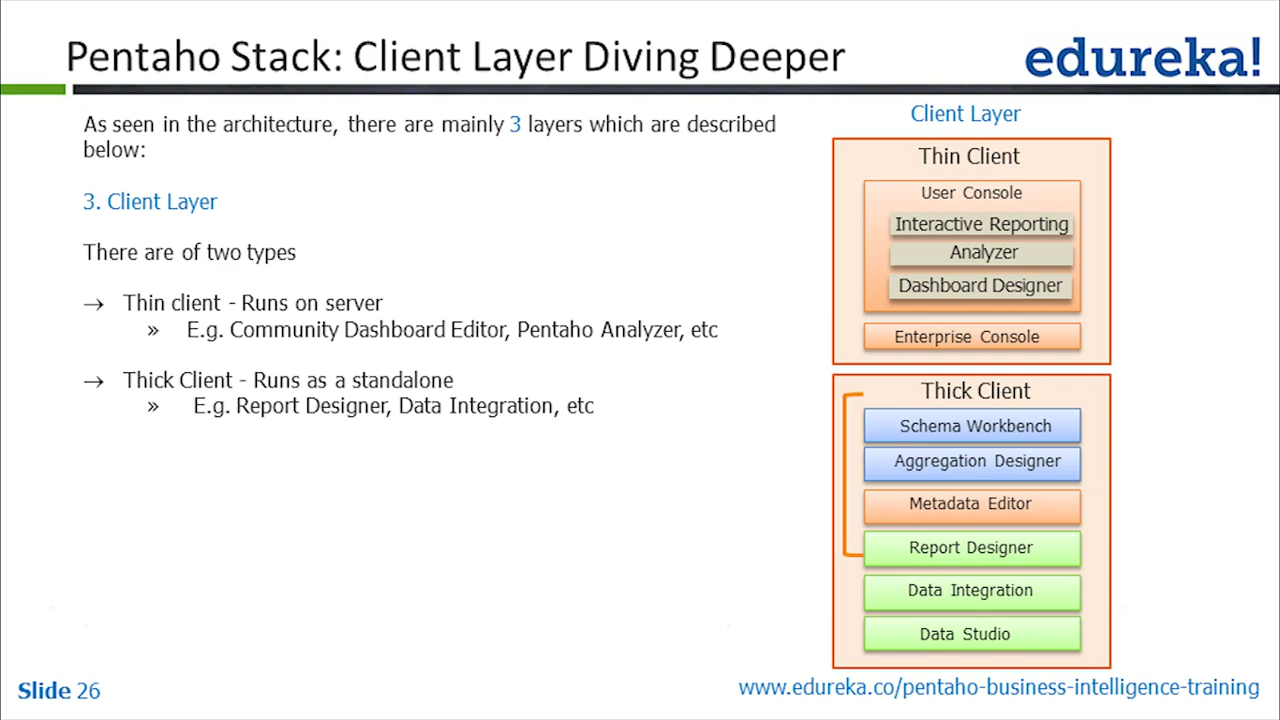 Pentaho Stack: Client Layer Diving Deeper
edureka!
As seen in the architecture, there are mainly 3 layers which are described
below:
3. Client Layer
There are of two types
→ Thin client - Runs on server
» E.g. Community Dashboard Editor, Pentaho Analyzer, etc
→ Thick Client - Runs as a standalone
» E.g. Report Designer, Data Integration, etc
Client Layer
Thin Client
User Console
Interactive Reporting
Analyzer
Dashboard Designer
Enterprise Console
Thick Client
Schema Workbench
Aggregation Designer
Metadata Editor
Report Designer
Data Integration
Data Studio
Slide 26
www.edureka.co/pentaho-business-intelligence-training